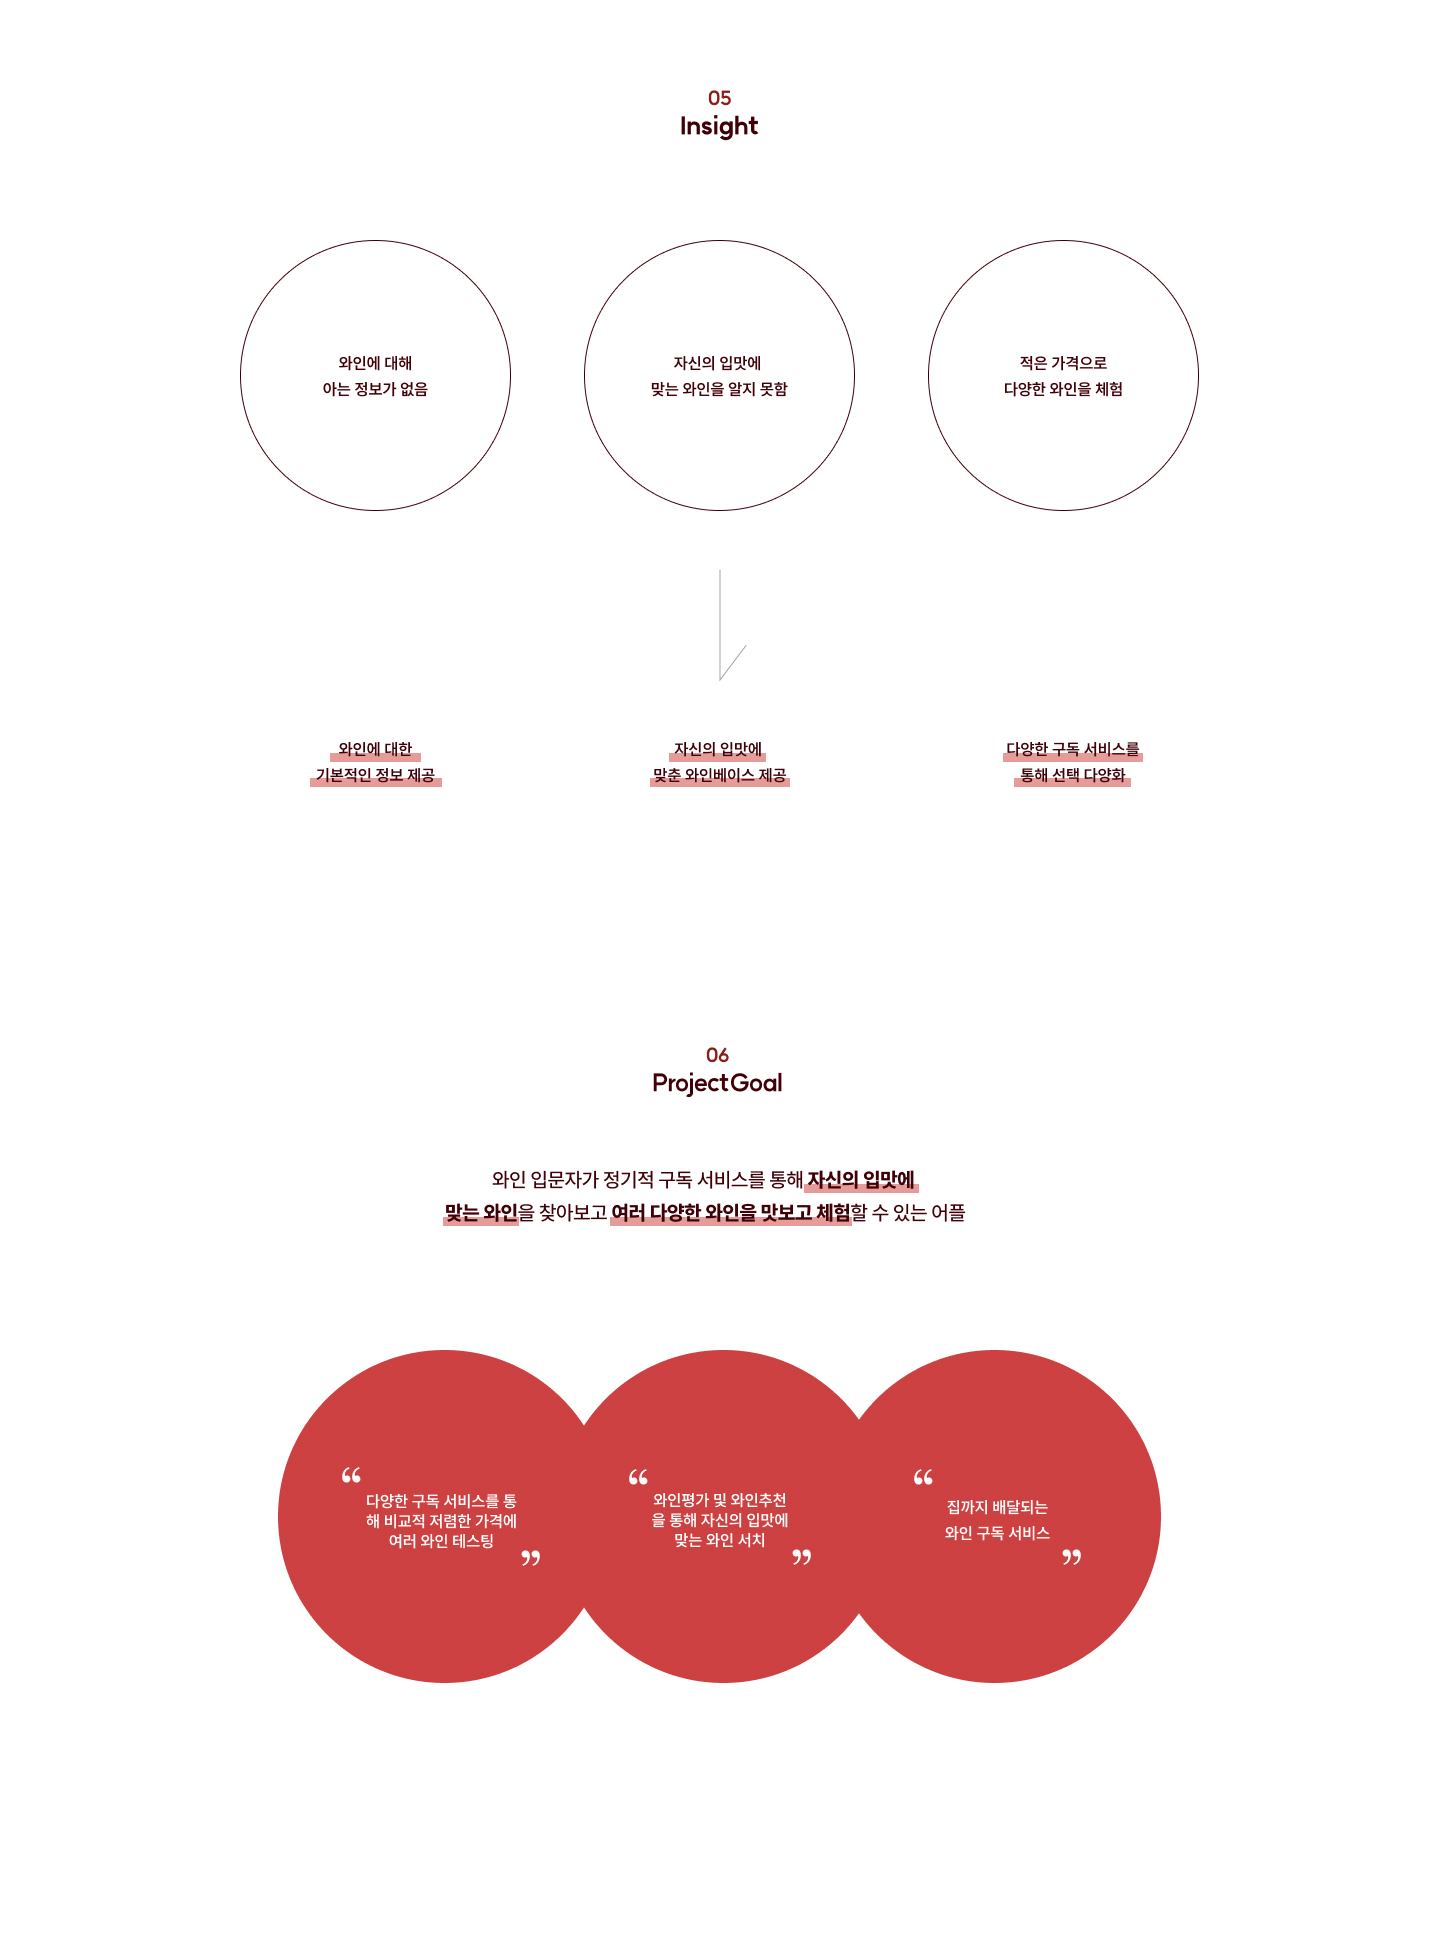 05
Insight
와인에 대해
아는 정보가 없음
자신의 입맛에
맞는 와인을 알지 못함
적은 가격으로
다양한 와인을 체험
와인에 대한
기본적인 정보 제공
자신의 입맛에
맞춘 와인베이스 제공
다양한 구독 서비스를
통해 선택 다양화
06
Project Goal
와인 입문자가 정기적 구독 서비스를 통해 자신의 입맛에
맞는 와인을 찾아보고 여러 다양한 와인을 맛보고 체험할 수 있는 어플
“
다양한 구독 서비스를 통
해 비교적 저렴한 가격에
여러 와인 테스팅
”
“
와인평가 및 와인추천
을 통해 자신의 입맛에
맞는 와인 서치
”
“
집까지 배달되는
와인 구독 서비스
”